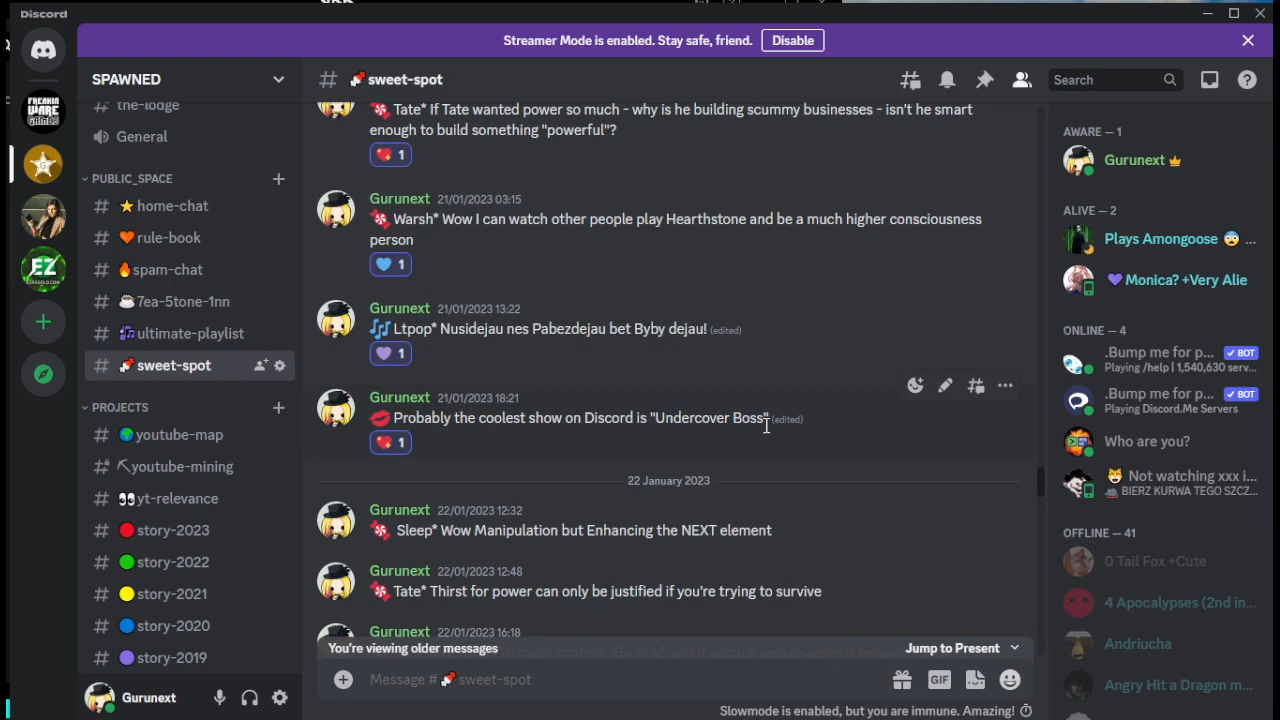 Discord
Streamer Mode is enabled. Stay safe, friend.
Disable
SPAWNED
the-lodge
General
PUBLIC_SPACE
home-chat
rule-book
spam-chat
7ea-5tone-1nn
ultimate-playlist
sweet-spot
PROJECTS
youtube-map
youtube-mining
yt-relevance
story-2023
story-2022
story-2021
story-2020
story-2019
Gurunext
FREAKIN
WARE
GAMES
EZ
sweet-spot
Search
Tate* If Tate wanted power so much - why is he building scummy businesses - isn't he smart
enough to build something "powerful"?
1
Gurunext 21/01/2023 03:15
Warsh* Wow I can watch other people play Hearthstone and be a much higher consciousness
person
1
Gurunext 21/01/2023 13:22
Ltpop* Nusidejau nes Pabezdejau bet Byby dejau! (edited)
1
Gurunext 21/01/2023 18:21
Probably the coolest show on Discord is "Undercover Boss" (edited)
1
22 January 2023
Gurunext 22/01/2023 12:32
Sleep* Wow Manipulation but Enhancing the NEXT element
Gurunext 22/01/2023 12:48
Tate* Thirst for power can only be justified if you're trying to survive
Gurunext 22/01/2023 16:18
You're viewing older messages
Jump to Present
Message # sweet-spot
GIF
Slowmode is enabled, but you are immune. Amazing!
AWARE — 1
Gurunext
ALIVE — 2
Plays Amongoose ...
Monica? +Very Alie
ONLINE — 4
.Bump me for p... BOT
Playing /help | 1,540,630 serv...
.Bump me for p... BOT
Playing Discord.Me Servers
Who are you?
Not watching xxx i...
BIERZ KURWA TEGO SZCZ...
OFFLINE — 41
0 Tail Fox +Cute
4 Apocalypses (2nd in...
Andriucha
Angry Hit a Dragon m...